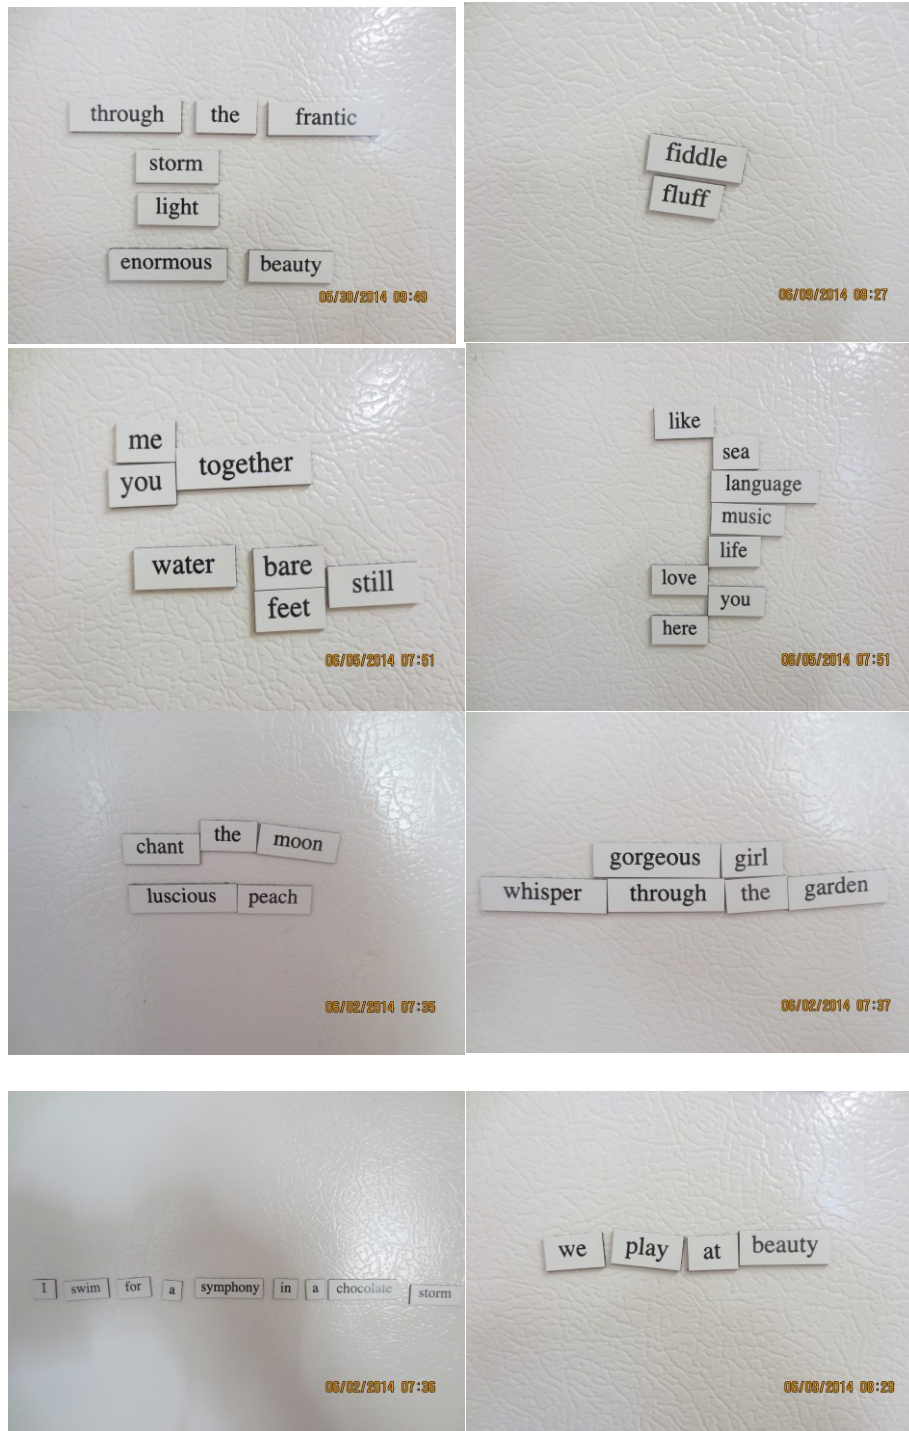 through the frantic
storm
light
enormous beauty
05/30/2014 09:49
fiddle
fluff
06/09/2014 08:27
me
you together
water bare
feet still
06/05/2014 07:51
like
sea
language
music
life
love
you
here
06/05/2014 07:51
chant the moon
luscious peach
06/02/2014 07:35
gorgeous girl
whisper through the garden
06/02/2014 07:37
I swim for a symphony in a chocolate storm
06/02/2014 07:36
we play at beauty
06/09/2014 08:29